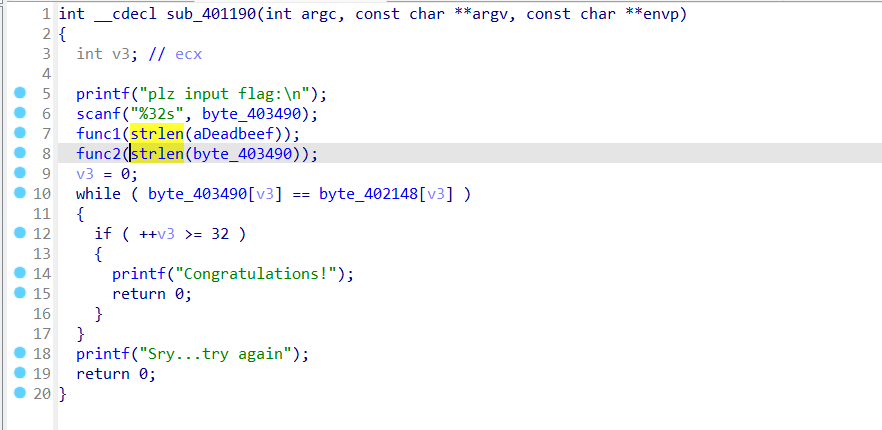 1 int __cdecl sub_401190(int argc, const char **argv, const char **envp)
2 {
3   int v3; // ecx
4
5   printf("plz input flag:\n");
6   scanf("%32s", byte_403490);
7   func1(strlen(aDeadbeef));
8   func2(strlen(byte_403490));
9   v3 = 0;
10   while ( byte_403490[v3] == byte_402148[v3] )
11   {
12     if ( ++v3 >= 32 )
13     {
14       printf("Congratulations!");
15       return 0;
16     }
17   }
18   printf("Sry...try again");
19   return 0;
20 }